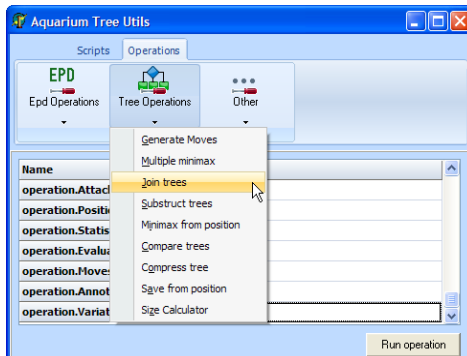 Aquarium Tree Utils
Scripts Operations
EPD
Epd Operations Tree Operations Other
Generate Moves
Multiple minimax
Join trees
Substruct trees
Minimax from position
Compare trees
Compress tree
Save from position
Size Calculator
Name
operation.Attac
operation.Positi
operation.Statis
operation.Evalua
operation.Moves
operation.Annot
operation.Variat
Run operation